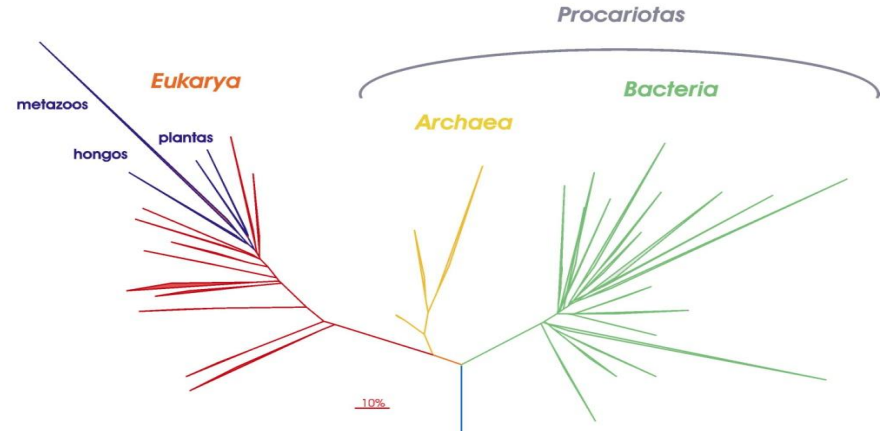 Procariotas
Eukarya
Bacteria
metazoos
Archaea
plantas
hongos
10%